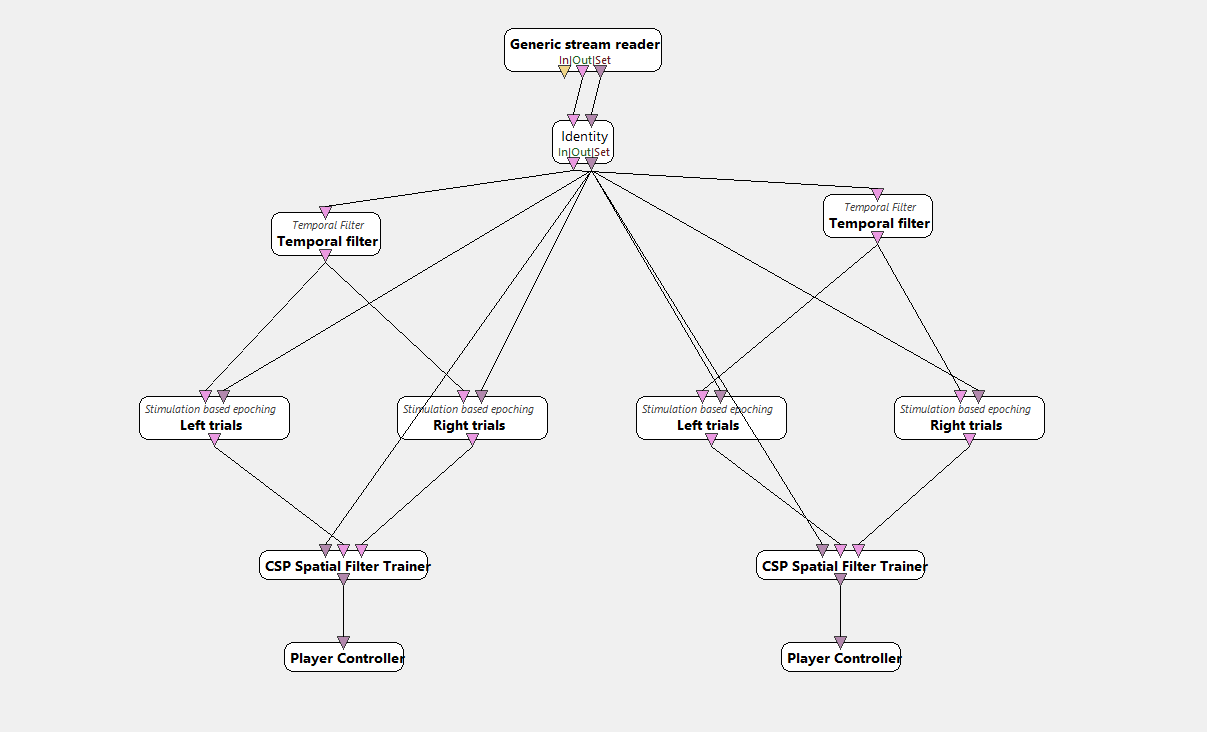 Generic stream reader
In|Out|Set
Identity
In|Out|Set
Temporal Filter
Temporal filter
Temporal Filter
Temporal filter
Stimulation based epoching
Left trials
Stimulation based epoching
Right trials
Stimulation based epoching
Left trials
Stimulation based epoching
Right trials
CSP Spatial Filter Trainer
CSP Spatial Filter Trainer
Player Controller
Player Controller